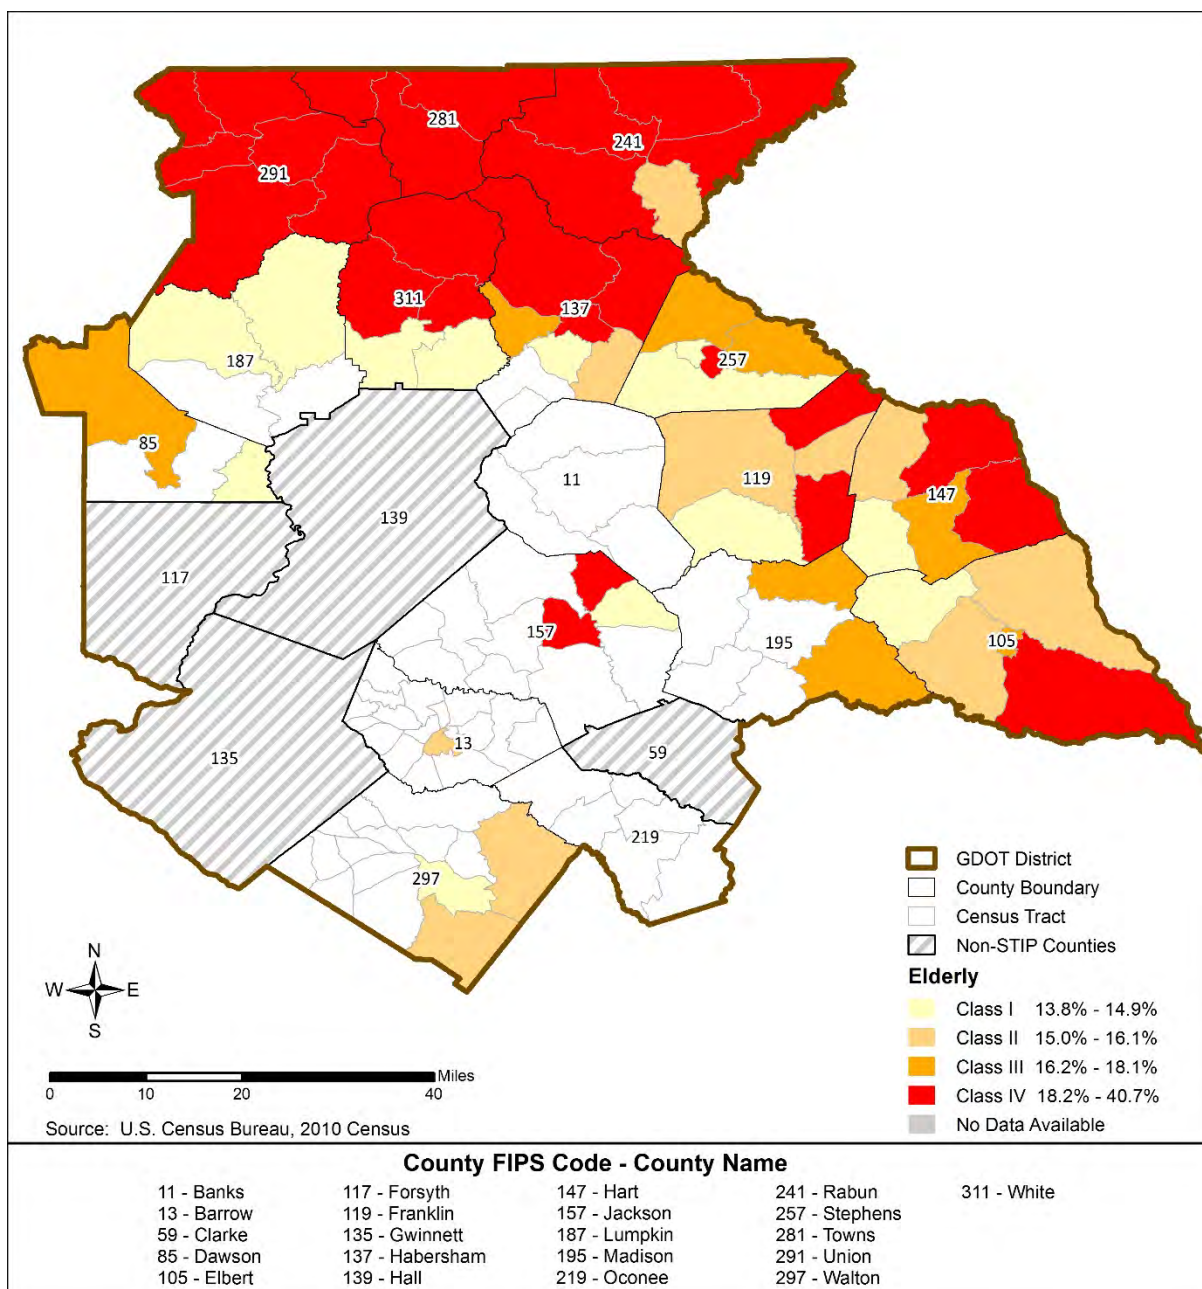 281
241
291
311
137
187
257
85
119
11
147
139
117
157
195
105
13
59
135
219
297
GDOT District
County Boundary
Census Tract
Non-STIP Counties
Elderly
Class I 13.8% - 14.9%
Class II 15.0% - 16.1%
Class III 16.2% - 18.1%
Class IV 18.2% - 40.7%
No Data Available
N
W E
S
Miles
0 10 20 40
Source: U.S. Census Bureau, 2010 Census
County FIPS Code - County Name
11 - Banks 117 - Forsyth 147 - Hart 241 - Rabun 311 - White
13 - Barrow 119 - Franklin 157 - Jackson 257 - Stephens
59 - Clarke 135 - Gwinnett 187 - Lumpkin 281 - Towns
85 - Dawson 137 - Habersham 195 - Madison 291 - Union
105 - Elbert 139 - Hall 219 - Oconee 297 - Walton